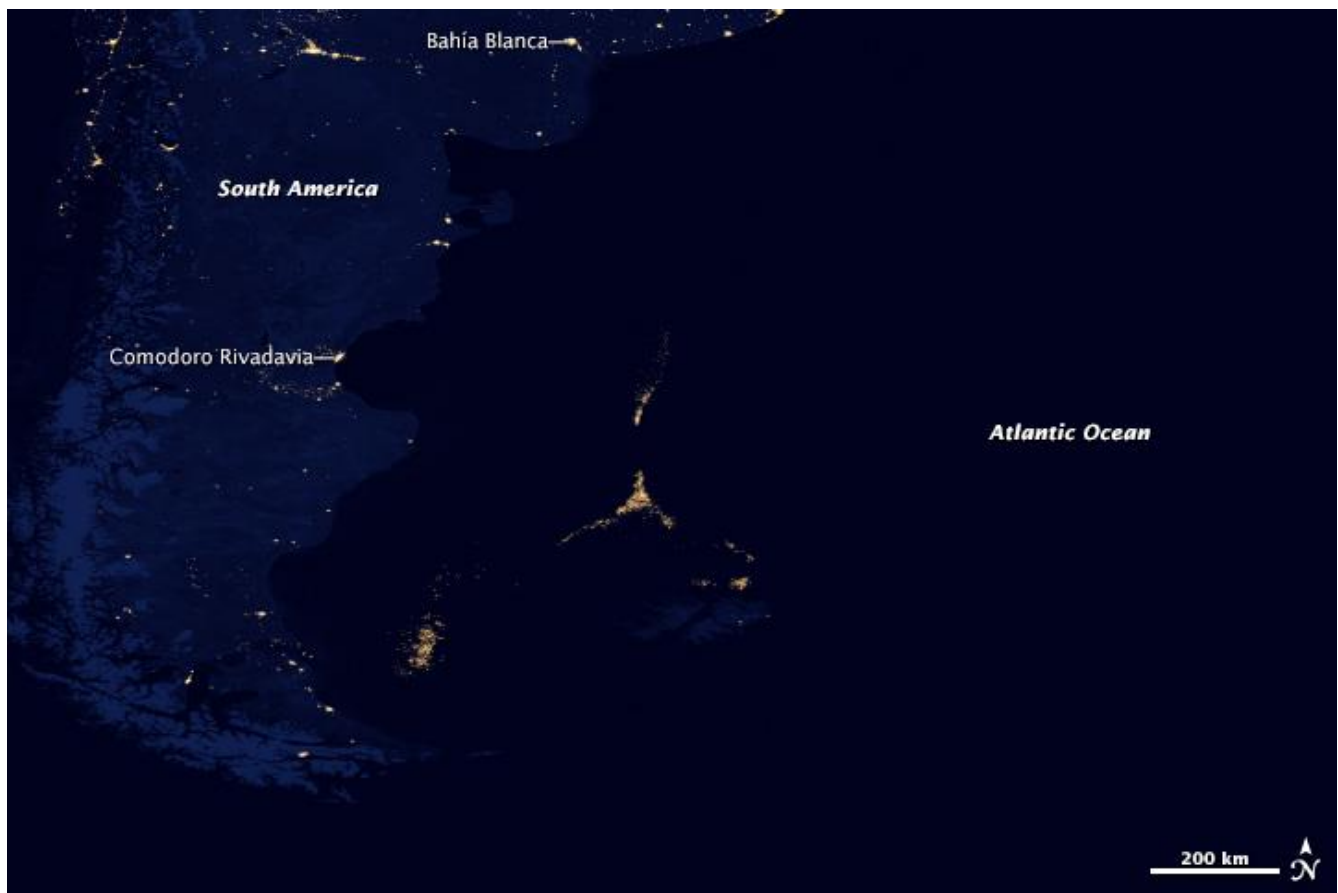 Bahía Blanca
South America
Comodoro Rivadavia
Atlantic Ocean
200 km
N